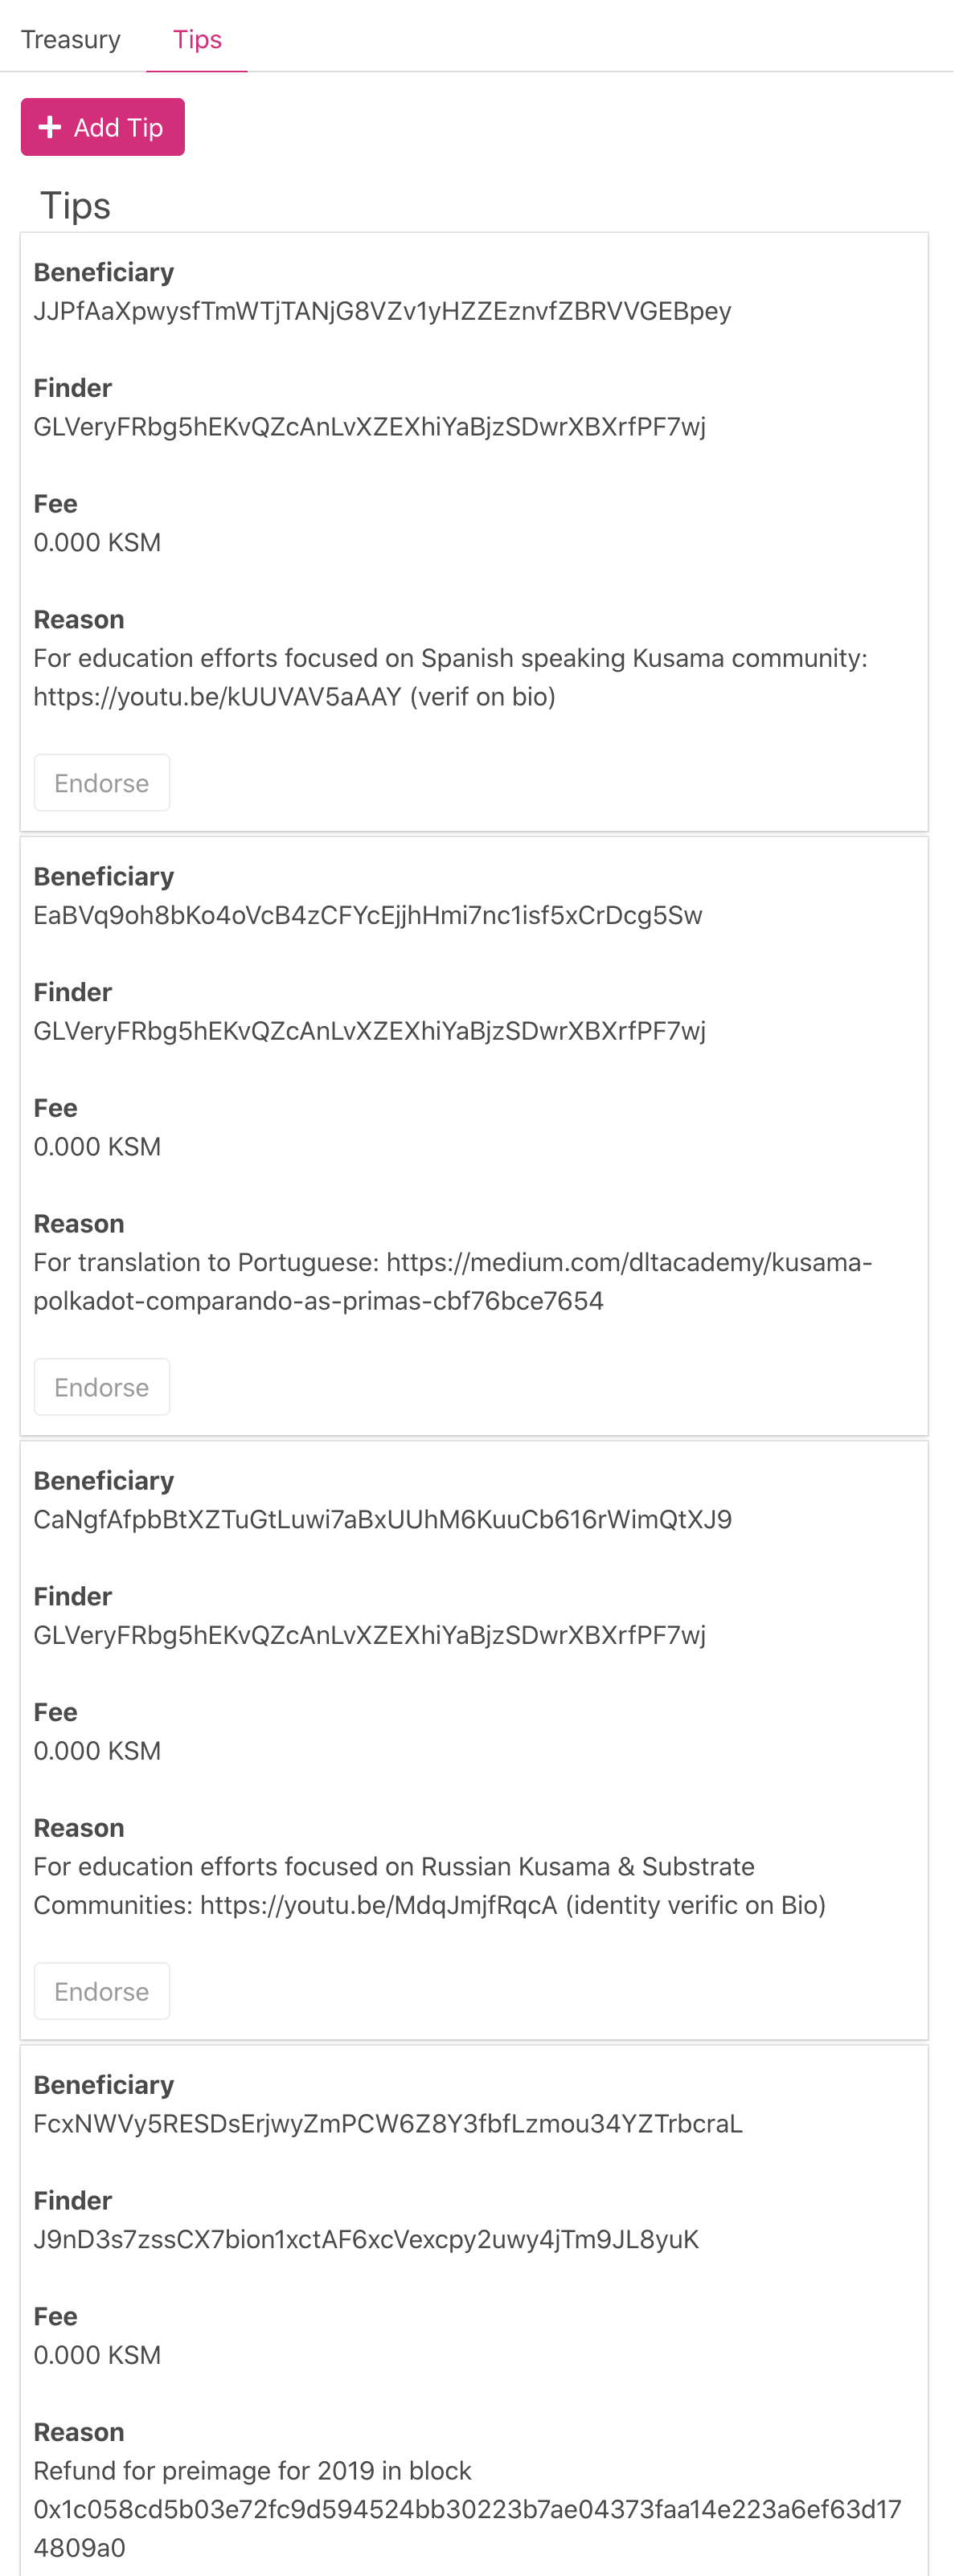 Treasury Tips
Add Tip
Tips
Beneficiary
JJPfAaXpwysfTmWTjTANjG8VZv1yHZZEznvfZBRVVGEBpey
Finder
GLVeryFRbg5hEKvQZcAnLvXZEXhiYaBjzSDwrXBXrfPF7wj
Fee
0.000 KSM
Reason
For education efforts focused on Spanish speaking Kusama community:
https://youtu.be/kUUVAV5aAAY (verif on bio)
Endorse
Beneficiary
EaBVq9oh8bKo4oVcB4zCFYcEjjhHmi7nc1isf5xCrDcg5Sw
Finder
GLVeryFRbg5hEKvQZcAnLvXZEXhiYaBjzSDwrXBXrfPF7wj
Fee
0.000 KSM
Reason
For translation to Portuguese: https://medium.com/dltacademy/kusama-
polkadot-comparando-as-primas-cbf76bce7654
Endorse
Beneficiary
CaNgfAfpbBtXZTuGtLuwi7aBxUUhM6KuuCb616rWimQtXJ9
Finder
GLVeryFRbg5hEKvQZcAnLvXZEXhiYaBjzSDwrXBXrfPF7wj
Fee
0.000 KSM
Reason
For education efforts focused on Russian Kusama & Substrate
Communities: https://youtu.be/MdqJmjfRqcA (identity verific on Bio)
Endorse
Beneficiary
FcxNWVy5RESDsErjwyZmPCW6Z8Y3fbfLzmou34YZTrbcraL
Finder
J9nD3s7zssCX7bion1xctAF6xcVexcpy2uwy4jTm9JL8yuK
Fee
0.000 KSM
Reason
Refund for preimage for 2019 in block
0x1c058cd5b03e72fc9d594524bb30223b7ae04373faa14e223a6ef63d17
4809a0